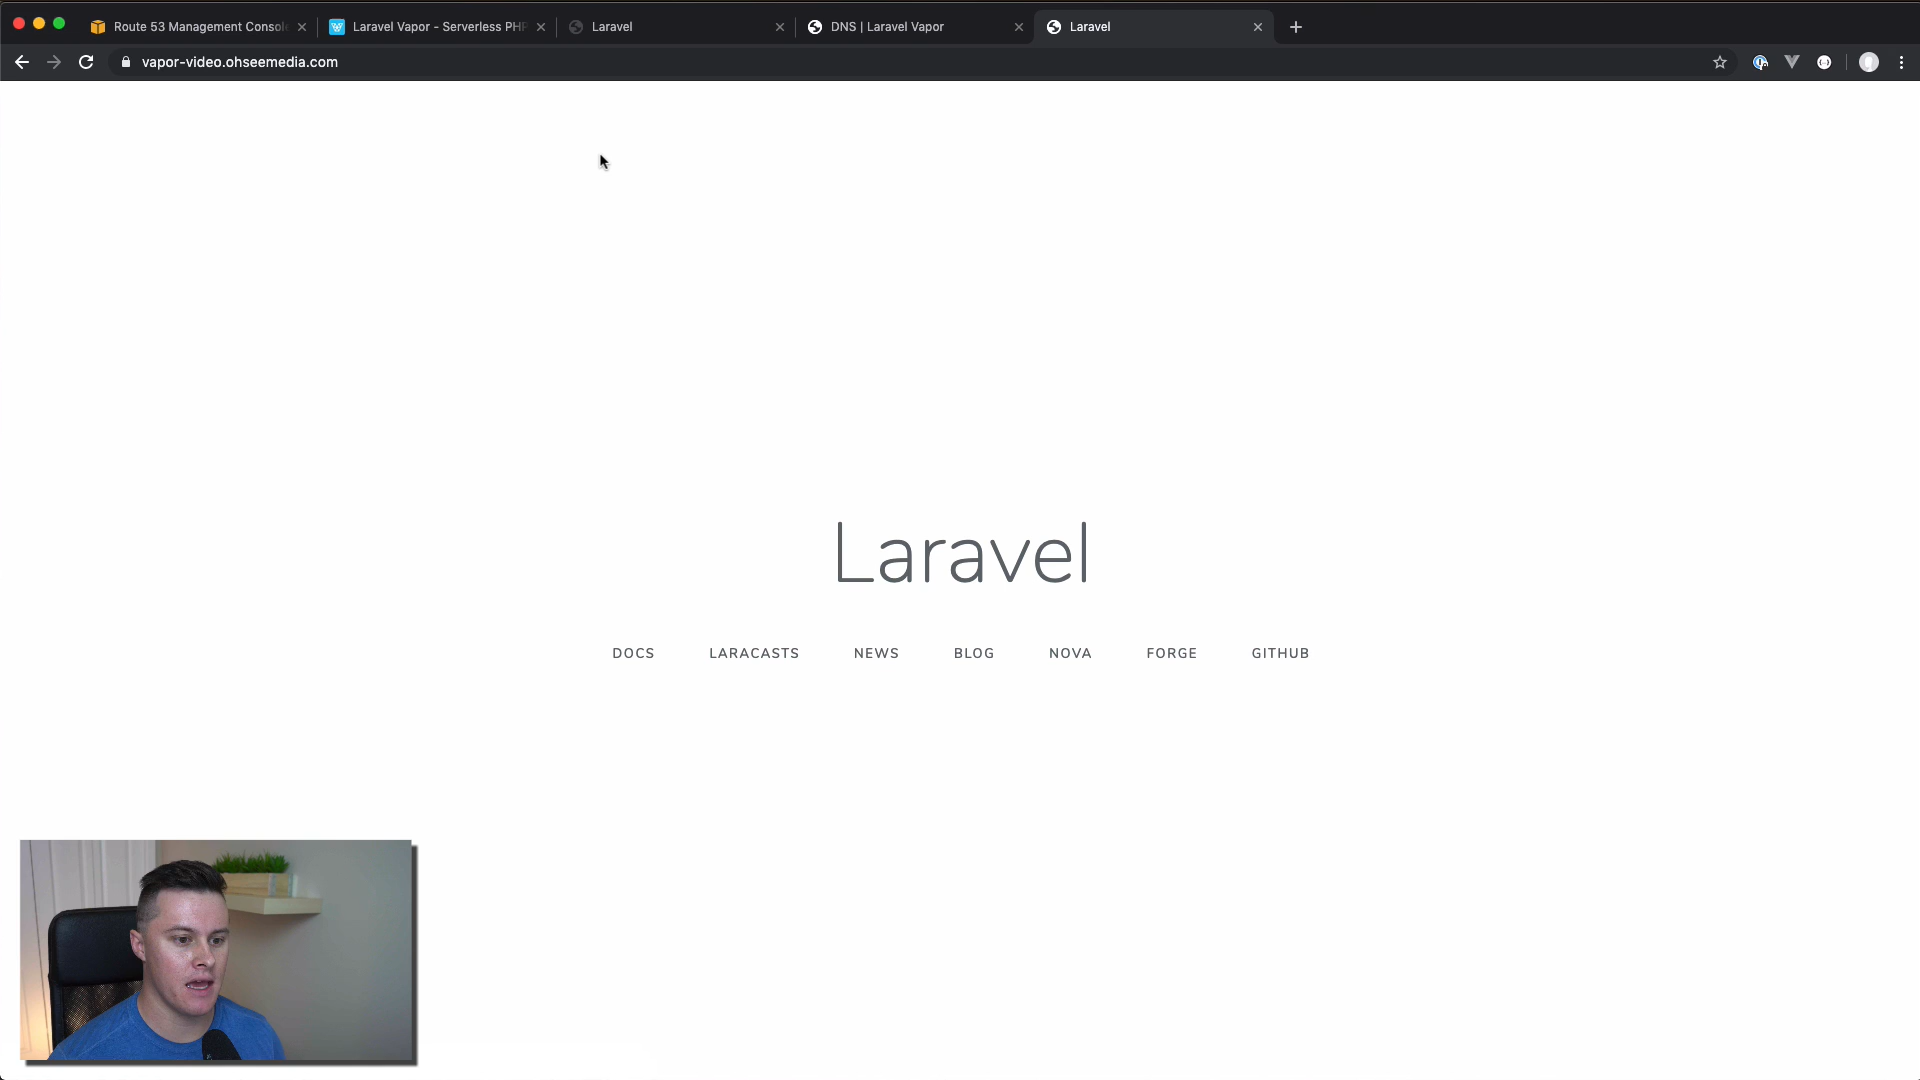 Route 53 Management Consol
Laravel Vapor - Serverless PHP
Laravel
DNS | Laravel Vapor
Laravel
vapor-video.ohseemedia.com
Laravel
DOCS
LARACASTS
NEWS
BLOG
NOVA
FORGE
GITHUB